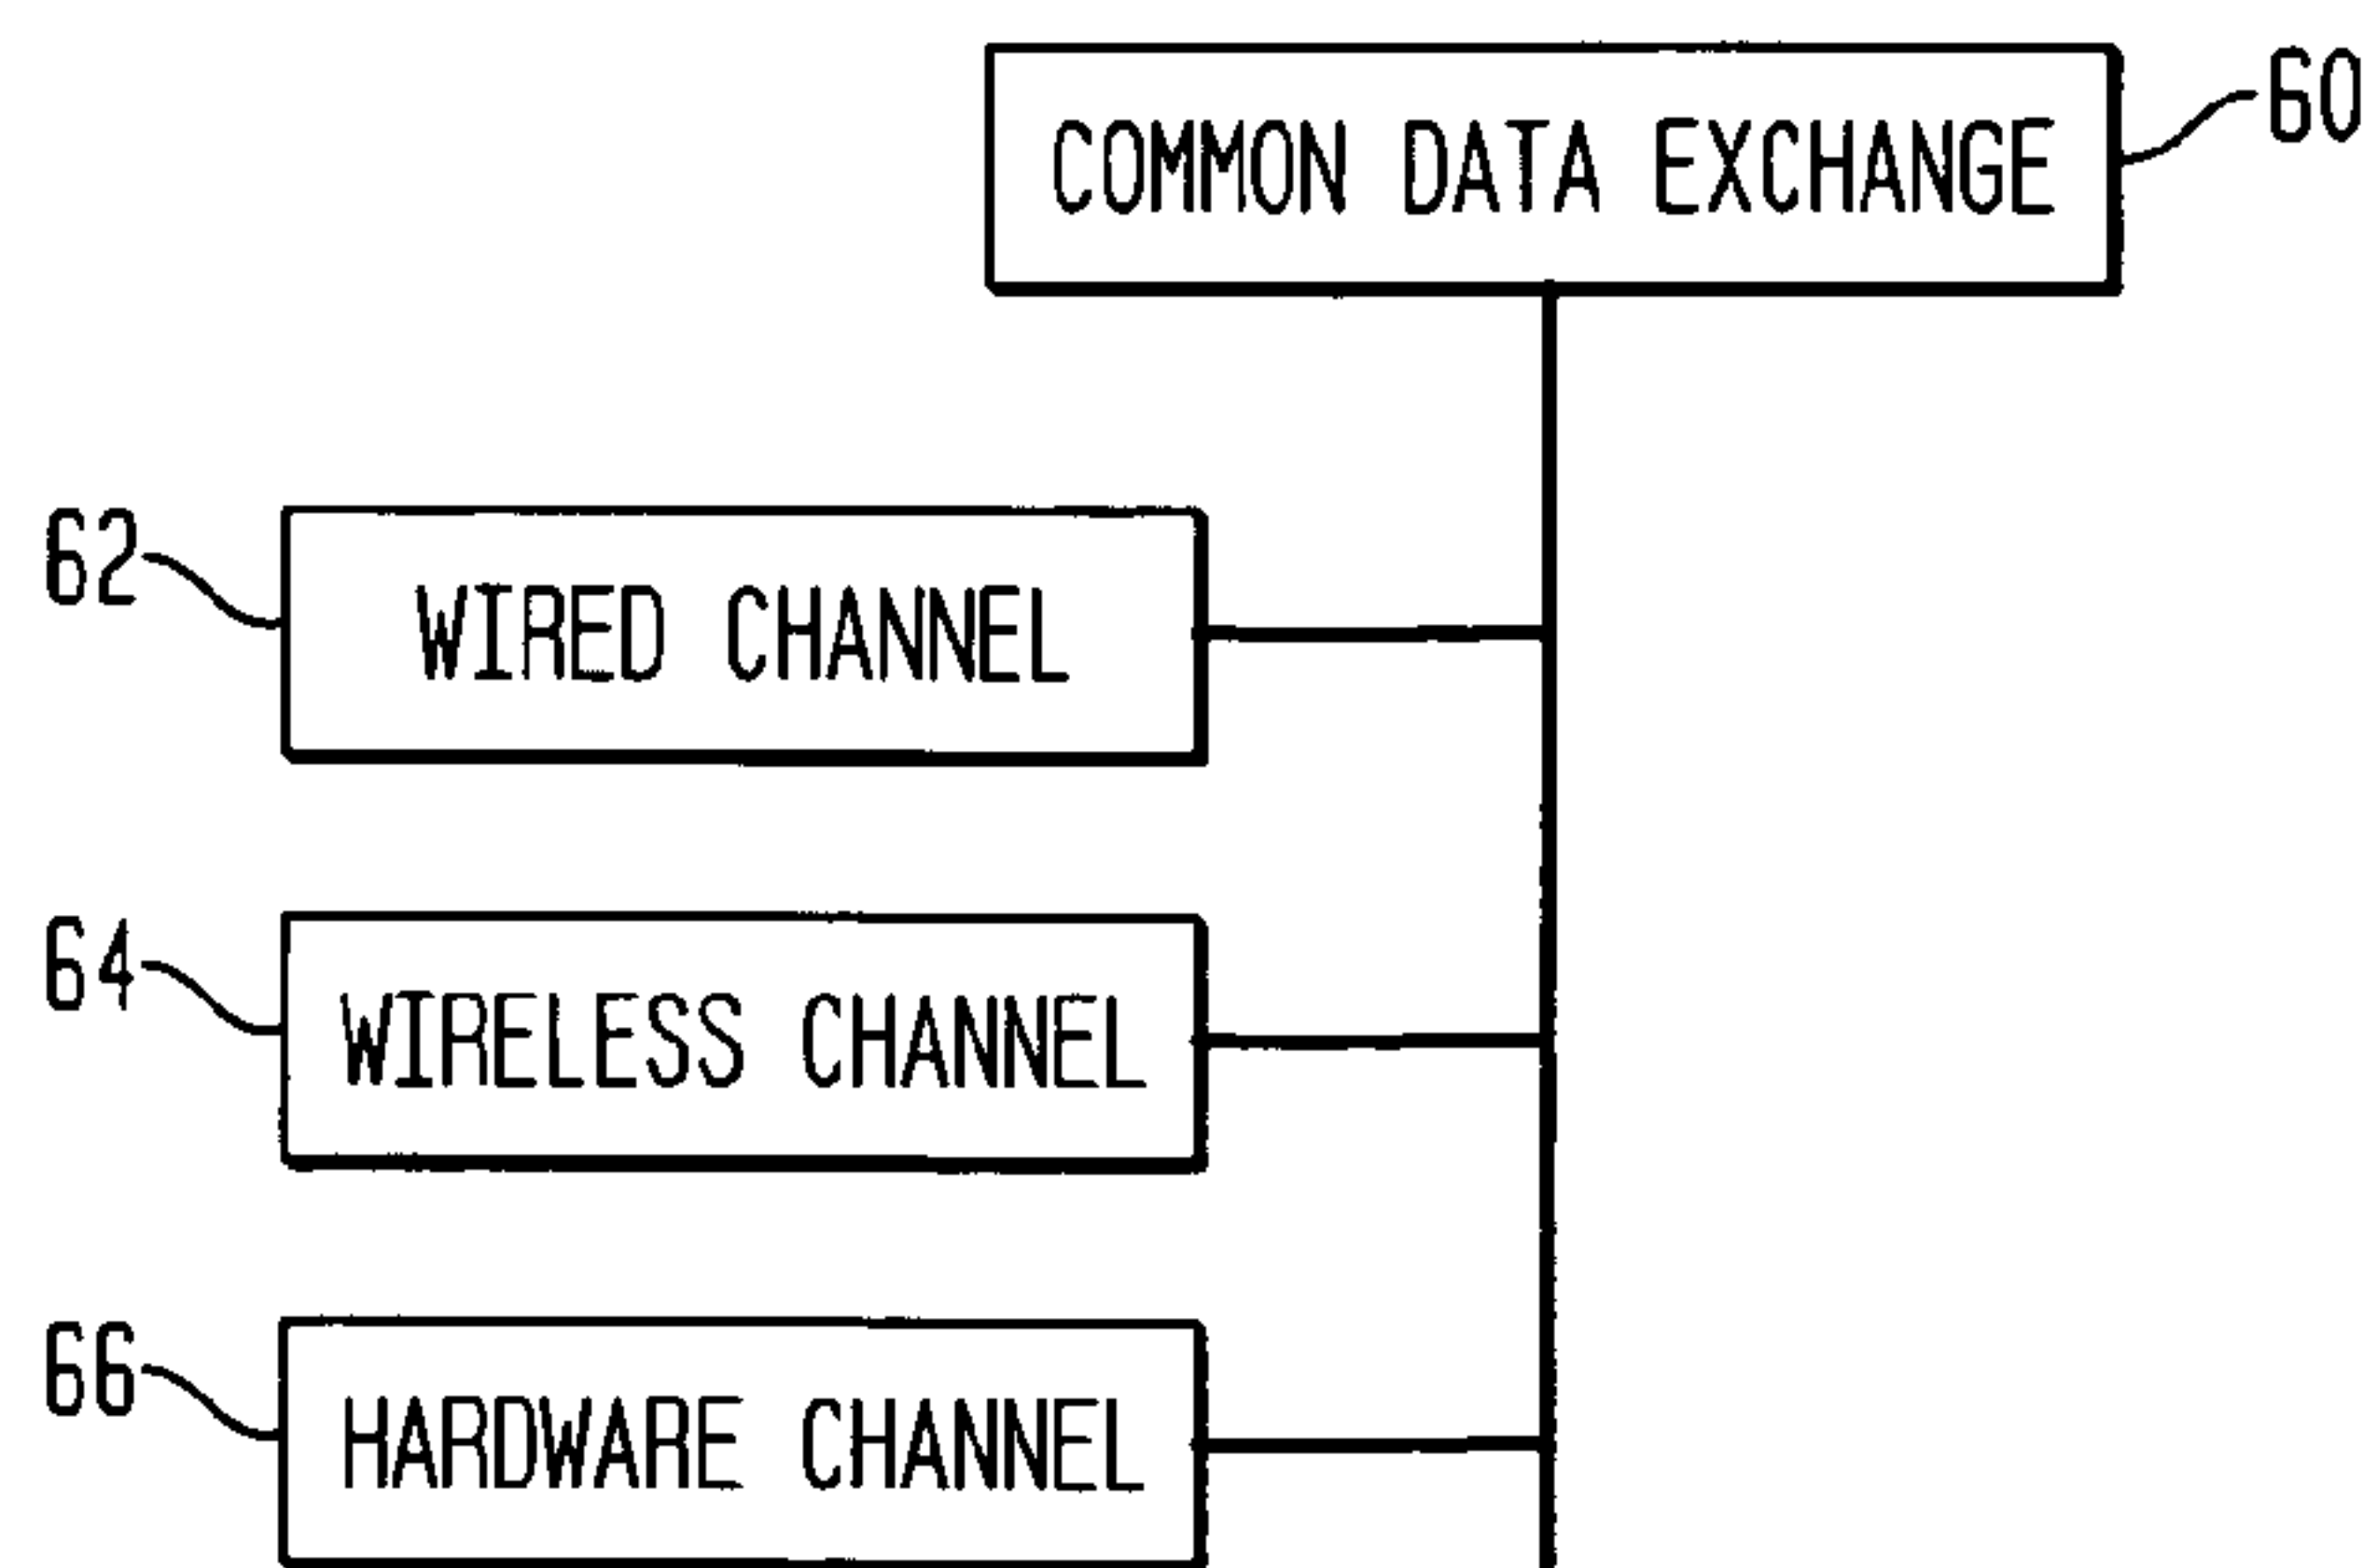 COMMON DATA EXCHANGE
60
62
WIRED CHANNEL
64
WIRELESS CHANNEL
66
HARDWARE CHANNEL